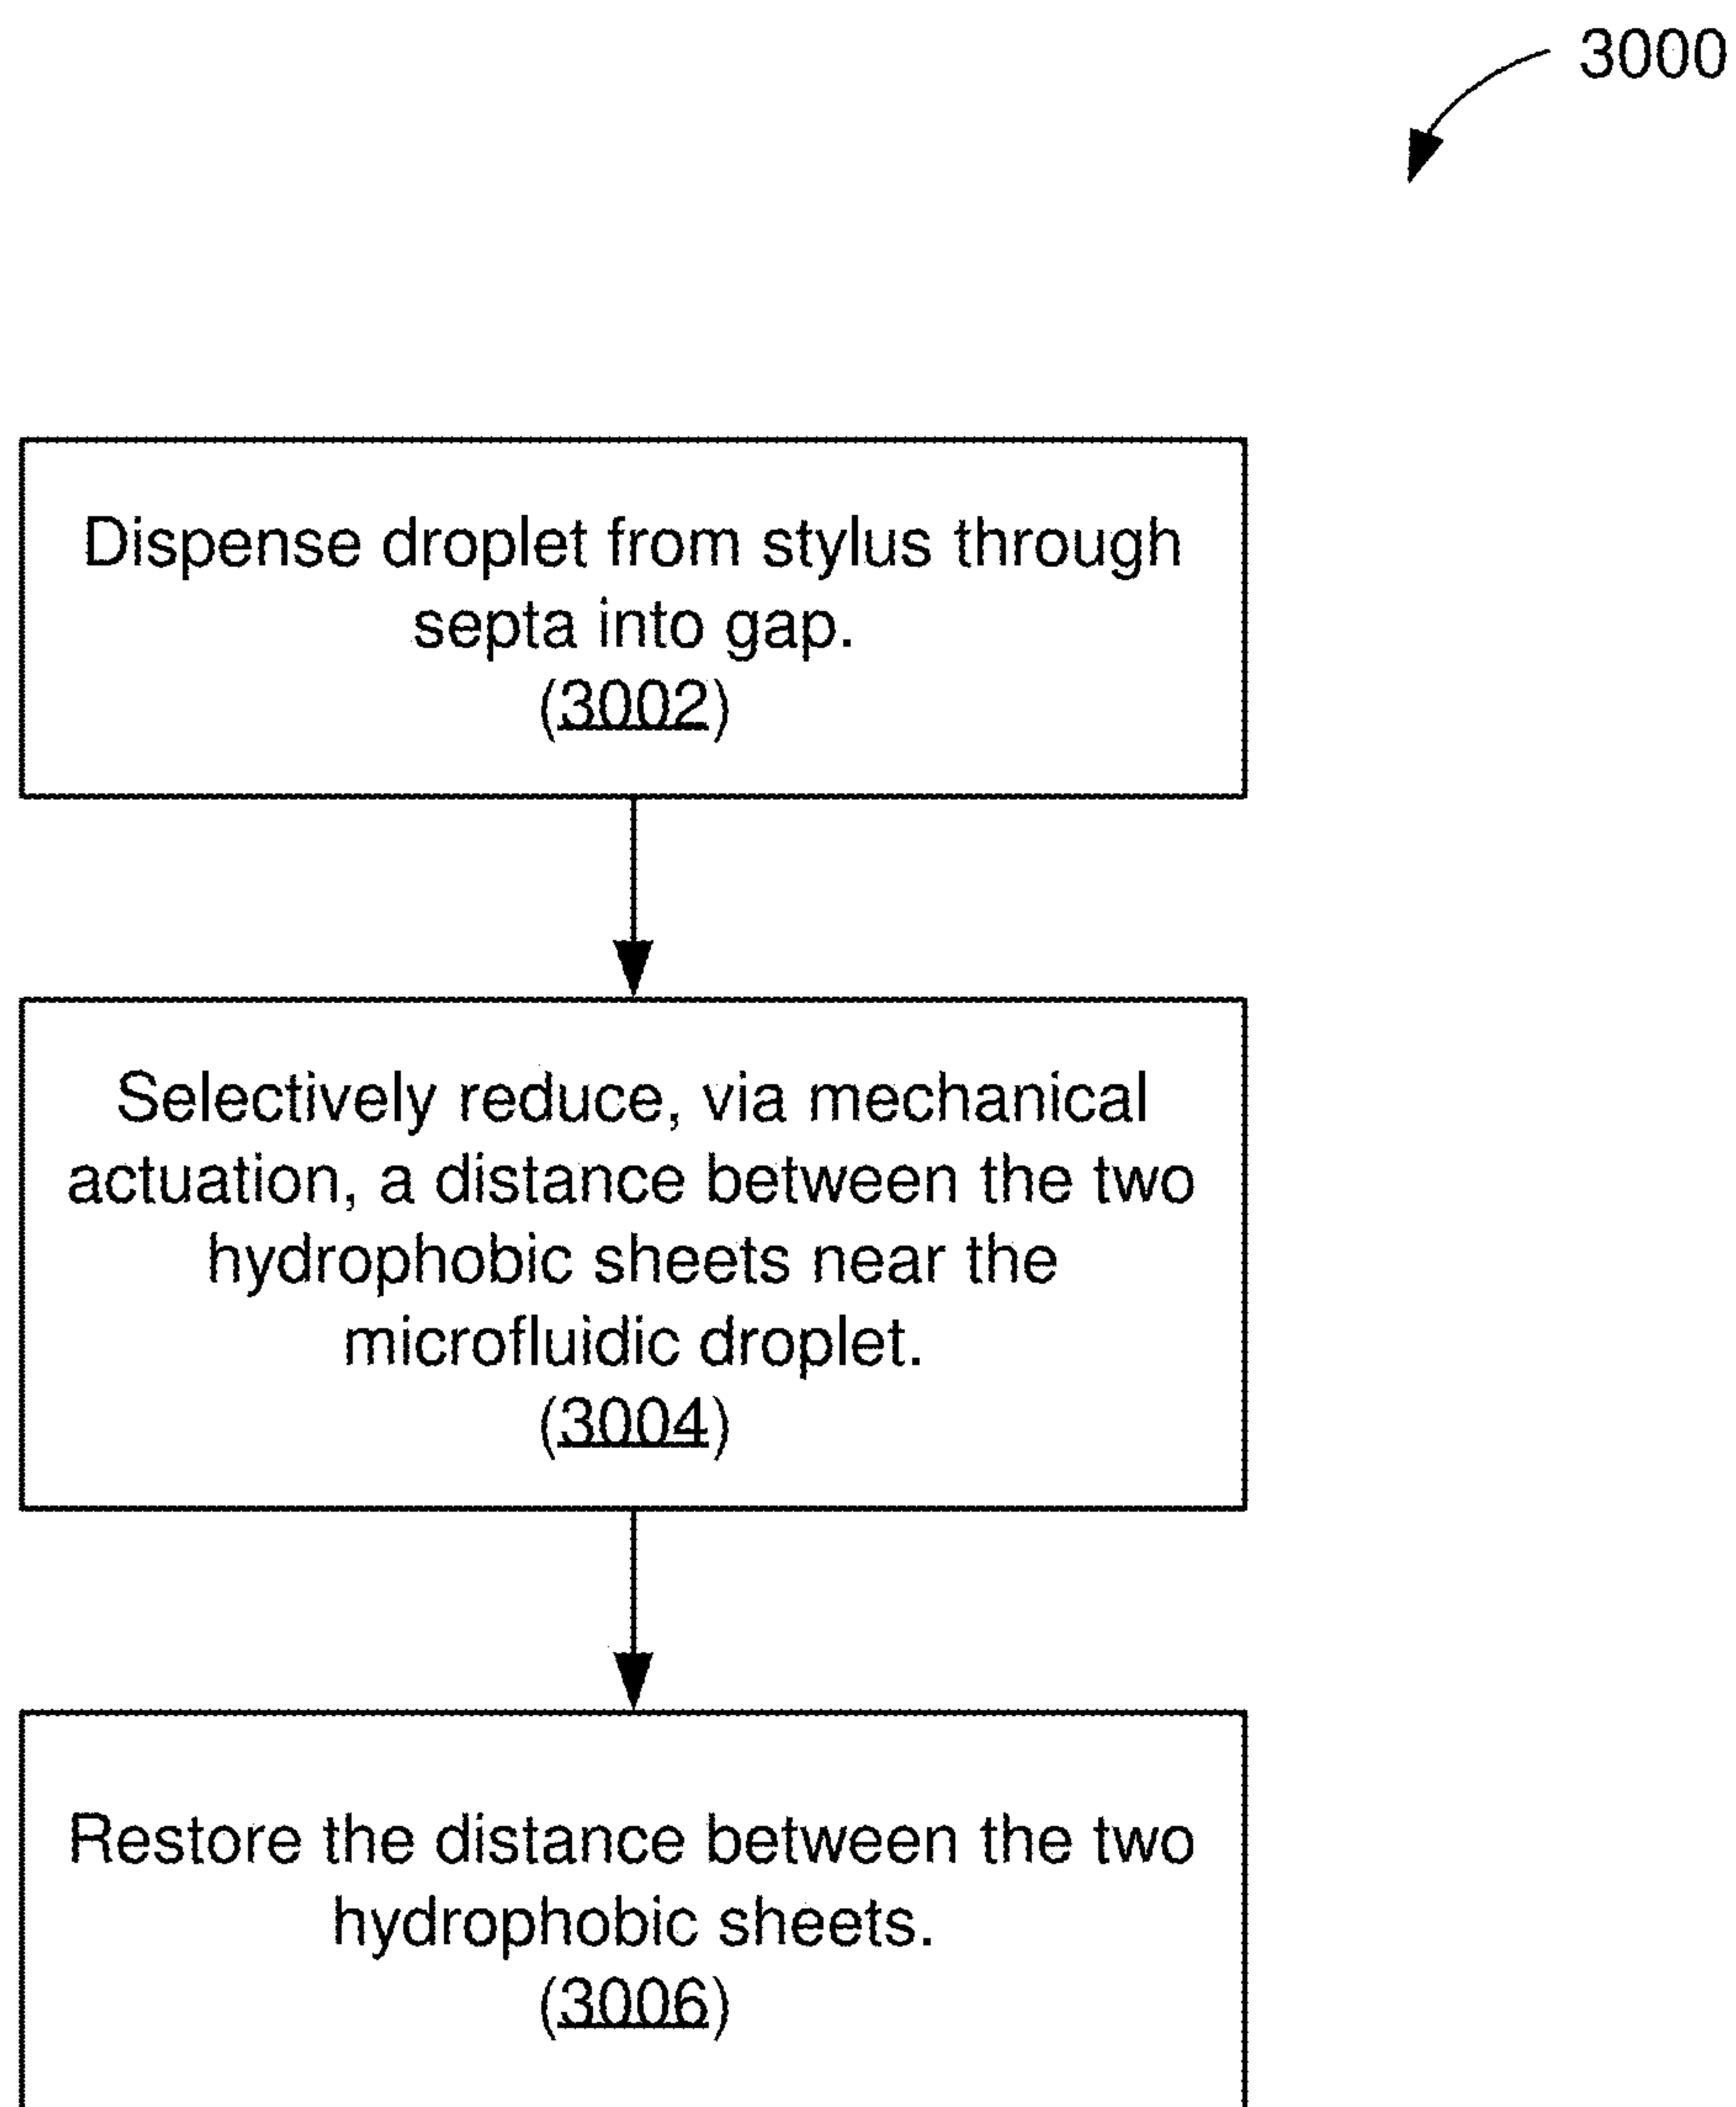 3000
Dispense droplet from stylus through
septa into gap.
(3002)
Selectively reduce, via mechanical
actuation, a distance between the two
hydrophobic sheets near the
microfluidic droplet.
(3004)
Restore the distance between the two
hydrophobic sheets.
(3006)